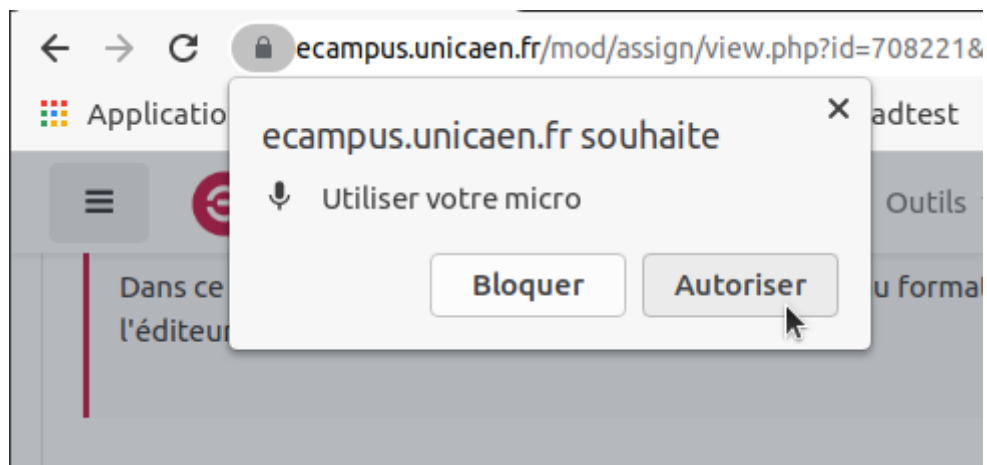 ecampus.unicaen.fr/mod/assign/view.php?id=708221&
Applicatio
adtest
ecampus.unicaen.fr souhaite
Utiliser votre micro
Outils
Bloquer Autoriser
Dans ce u format
l'éditeur